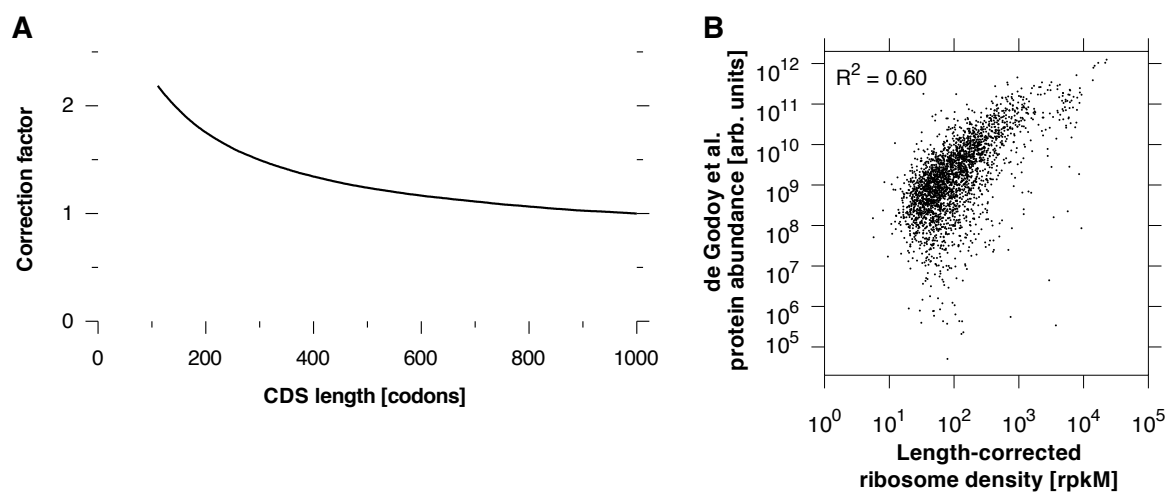 A
Correction factor
2
1
0
0
200
400
600
800
1000
CDS length [codons]
B
de Godoy et al.
protein abundance [arb. units]
R² = 0.60
10¹²
10¹¹
10¹⁰
10⁹
10⁸
10⁷
10⁶
10⁵
10⁰
10¹
10²
10³
10⁴
10⁵
Length-corrected
ribosome density [rpkM]